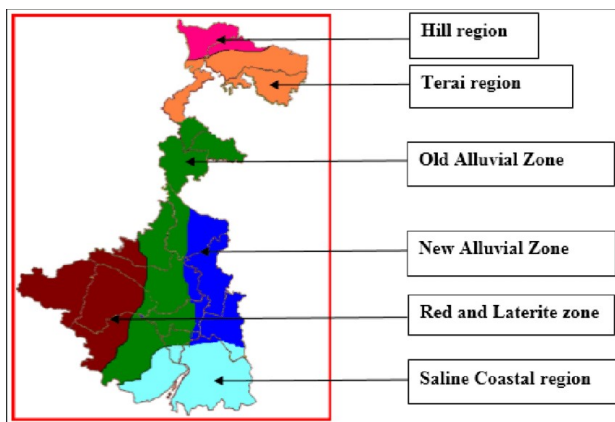 Hill region
Terai region
Old Alluvial Zone
New Alluvial Zone
Red and Laterite zone
Saline Coastal region